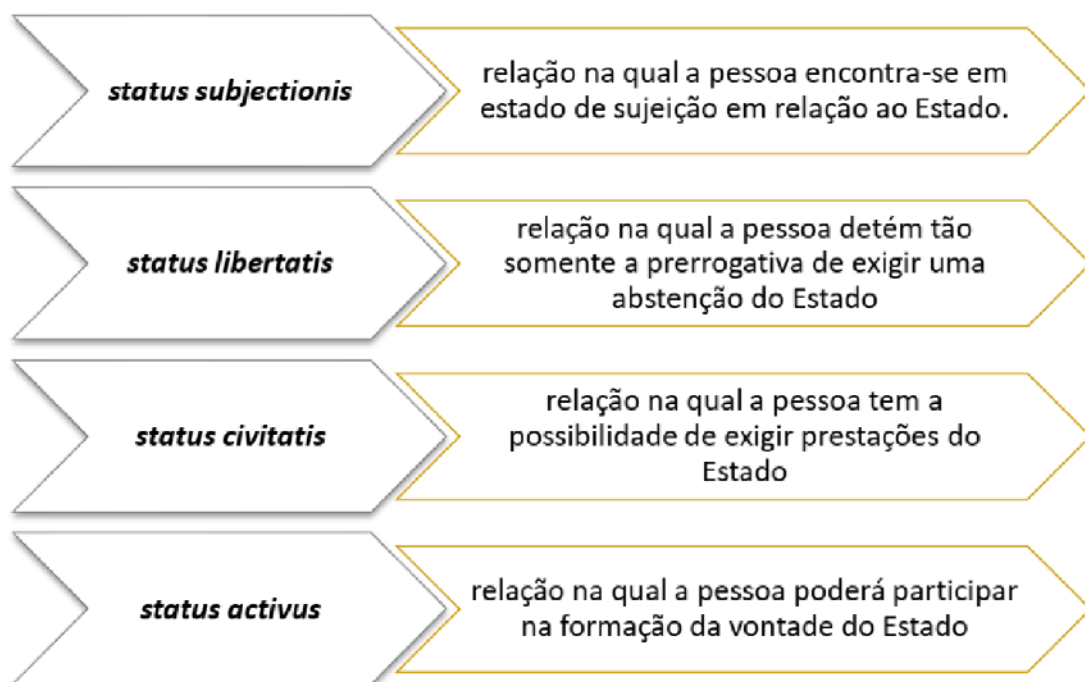 status subjectionis
relação na qual a pessoa encontra-se em
estado de sujeição em relação ao Estado.
status libertatis
relação na qual a pessoa detém tão
somente a prerrogativa de exigir uma
abstenção do Estado
status civitatis
relação na qual a pessoa tem a
possibilidade de exigir prestações do
Estado
status activus
relação na qual a pessoa poderá participar
na formação da vontade do Estado